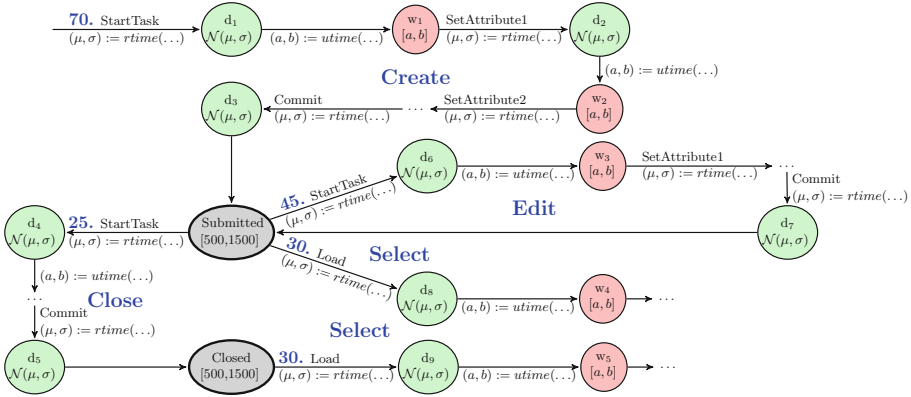 70. StartTask
(μ, σ) := rtime(...)
d₁
𝒩(μ, σ)
(a, b) := utime(...)
w₁
[a, b]
SetAttribute1
(μ, σ) := rtime(...)
d₂
𝒩(μ, σ)
(a, b) := utime(...)
Create
d₃
𝒩(μ, σ)
Commit
(μ, σ) := rtime(...)
...
SetAttribute2
(μ, σ) := rtime(...)
w₂
[a, b]
d₆
𝒩(μ, σ)
(a, b) := utime(...)
w₃
[a, b]
SetAttribute1
(μ, σ) := rtime(...)
...
Commit
(μ, σ) := rtime(...)
45. StartTask
(μ, σ) := rtime(...)
Edit
d₄
𝒩(μ, σ)
25. StartTask
(μ, σ) := rtime(...)
Submitted
[500,1500]
d₇
𝒩(μ, σ)
30. Load
(μ, σ) := rtime(...)
Select
(a, b) := utime(...)
...
Close
d₈
𝒩(μ, σ)
(a, b) := utime(...)
w₄
[a, b]
...
Commit
(μ, σ) := rtime(...)
Select
d₅
𝒩(μ, σ)
Closed
[500,1500]
30. Load
(μ, σ) := rtime(...)
d₉
𝒩(μ, σ)
(a, b) := utime(...)
w₅
[a, b]
...